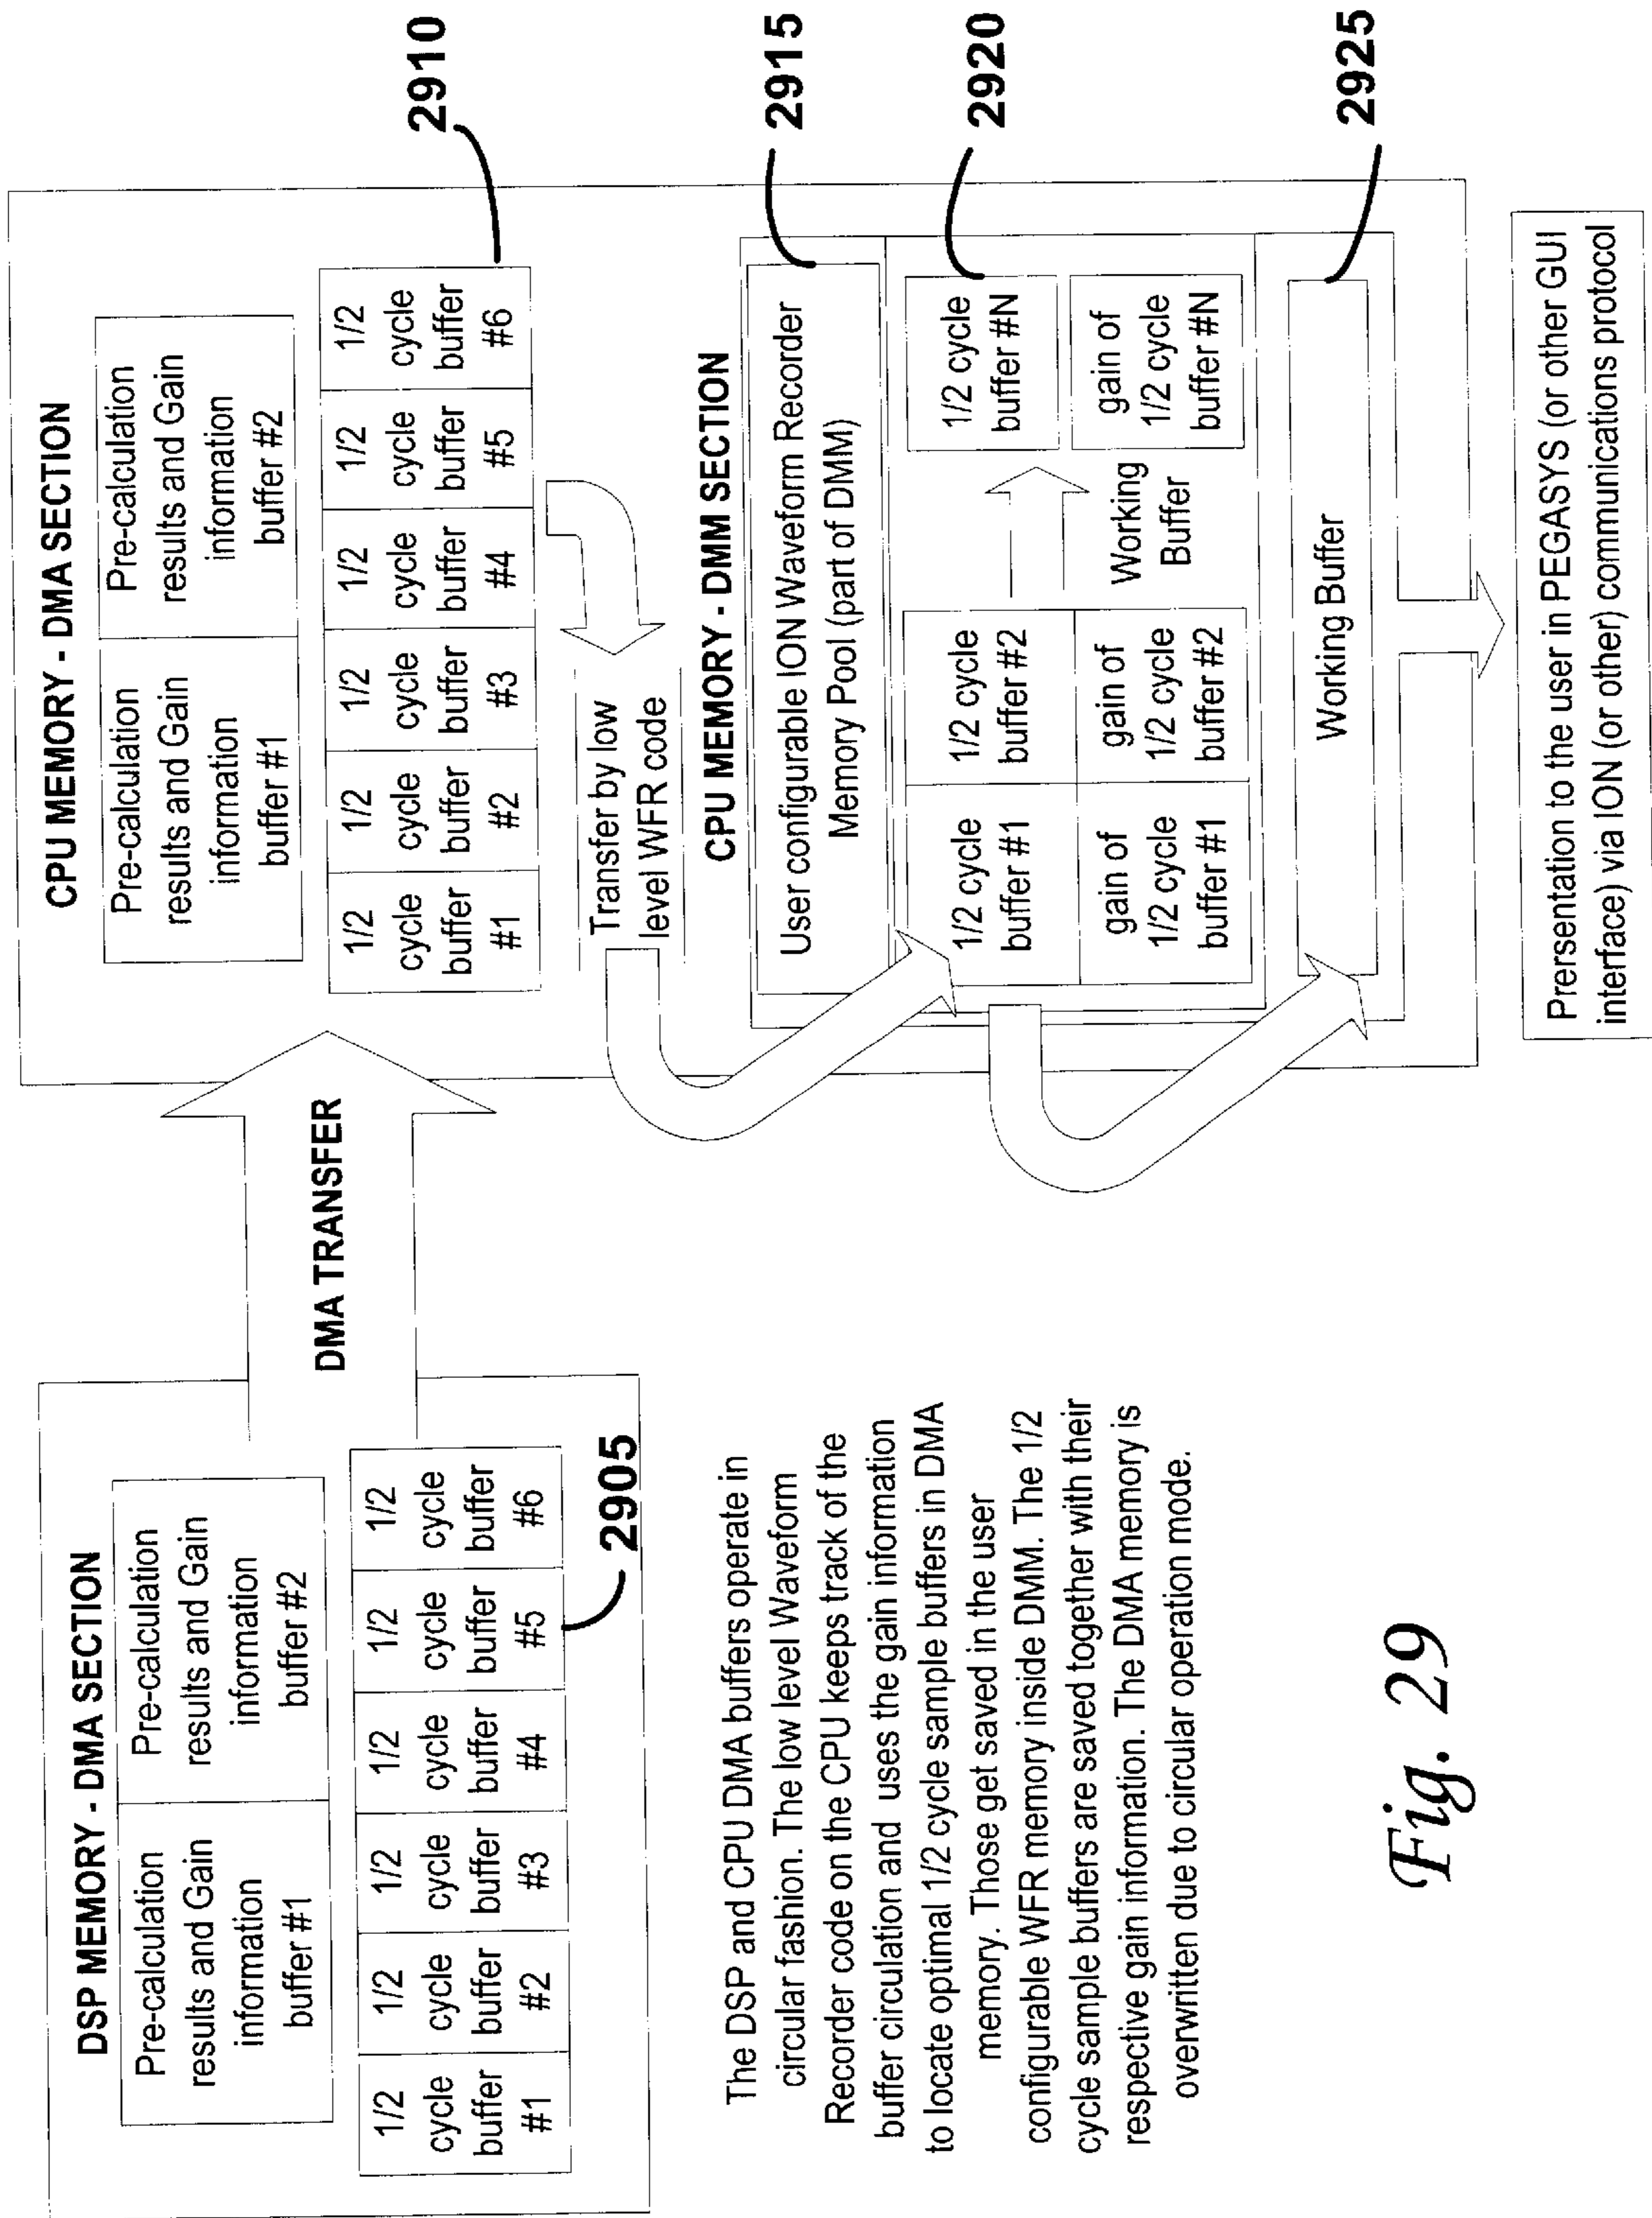 DSP MEMORY - DMA SECTION
Pre-calculation
results and Gain
information
buffer #1
Pre-calculation
results and Gain
information
buffer #2
1/2
cycle
buffer
#1
1/2
cycle
buffer
#2
1/2
cycle
buffer
#3
1/2
cycle
buffer
#4
1/2
cycle
buffer
#5
1/2
cycle
buffer
#6
2905
DMA TRANSFER
CPU MEMORY - DMA SECTION
Pre-calculation
results and Gain
information
buffer #1
Pre-calculation
results and Gain
information
buffer #2
1/2
cycle
buffer
#1
1/2
cycle
buffer
#2
1/2
cycle
buffer
#3
1/2
cycle
buffer
#4
1/2
cycle
buffer
#5
1/2
cycle
buffer
#6
2910
Transfer by low
level WFR code
CPU MEMORY - DMM SECTION
User configurable ION Waveform Recorder
Memory Pool (part of DMM)
2915
1/2 cycle
buffer #1
1/2 cycle
buffer #2
1/2 cycle
buffer #N
2920
gain of
1/2 cycle
buffer #1
gain of
1/2 cycle
buffer #2
Working
Buffer
gain of
1/2 cycle
buffer #N
Working Buffer
2925
Prersentation to the user in PEGASYS (or other GUI
interface) via ION (or other) communications protocol
The DSP and CPU DMA buffers operate in
circular fashion. The low level Waveform
Recorder code on the CPU keeps track of the
buffer circulation and uses the gain information
to locate optimal 1/2 cycle sample buffers in DMA
memory. Those get saved in the user
configurable WFR memory inside DMM. The 1/2
cycle sample buffers are saved together with their
respective gain information. The DMA memory is
overwritten due to circular operation mode.
Fig. 29